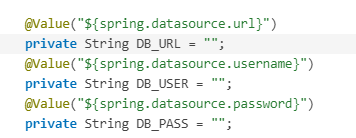 @Value("${spring.datasource.url}")
private String DB_URL = "";
@Value("${spring.datasource.username}")
private String DB_USER = "";
@Value("${spring.datasource.password}")
private String DB_PASS = "";